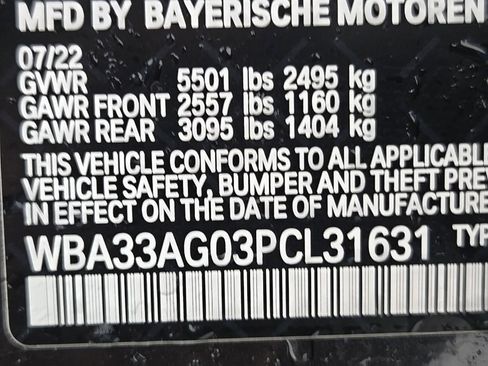 MFD BY BAYERISCHE MOTOREN
07/22
GVWR 5501 lbs 2495 kg
GAWR FRONT 2557 lbs 1160 kg
GAWR REAR 3095 lbs 1404 kg
THIS VEHICLE CONFORMS TO ALL APPLICABL
VEHICLE SAFETY, BUMPER AND THEFT PRE
IN EFFECT ON THE DATE OF MANUFACTURE
WBA33AG03PCL31631 TYP